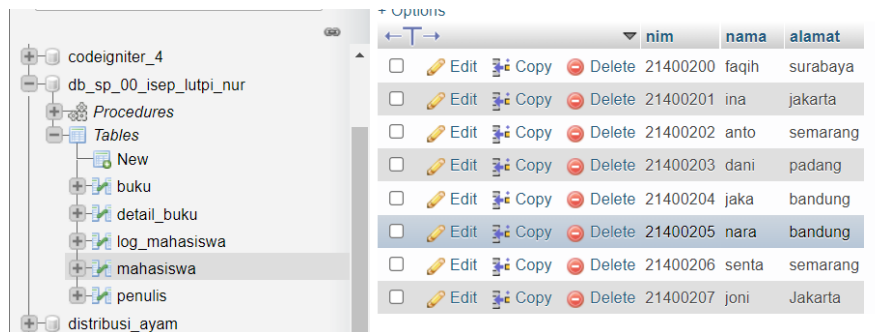 codeigniter_4
db_sp_00_isep_lutpi_nur
Procedures
Tables
New
buku
detail_buku
log_mahasiswa
mahasiswa
penulis
distribusi_ayam
+ Options
nim nama alamat
Edit Copy Delete 21400200 faqih surabaya
Edit Copy Delete 21400201 ina jakarta
Edit Copy Delete 21400202 anto semarang
Edit Copy Delete 21400203 dani padang
Edit Copy Delete 21400204 jaka bandung
Edit Copy Delete 21400205 nara bandung
Edit Copy Delete 21400206 senta semarang
Edit Copy Delete 21400207 joni Jakarta